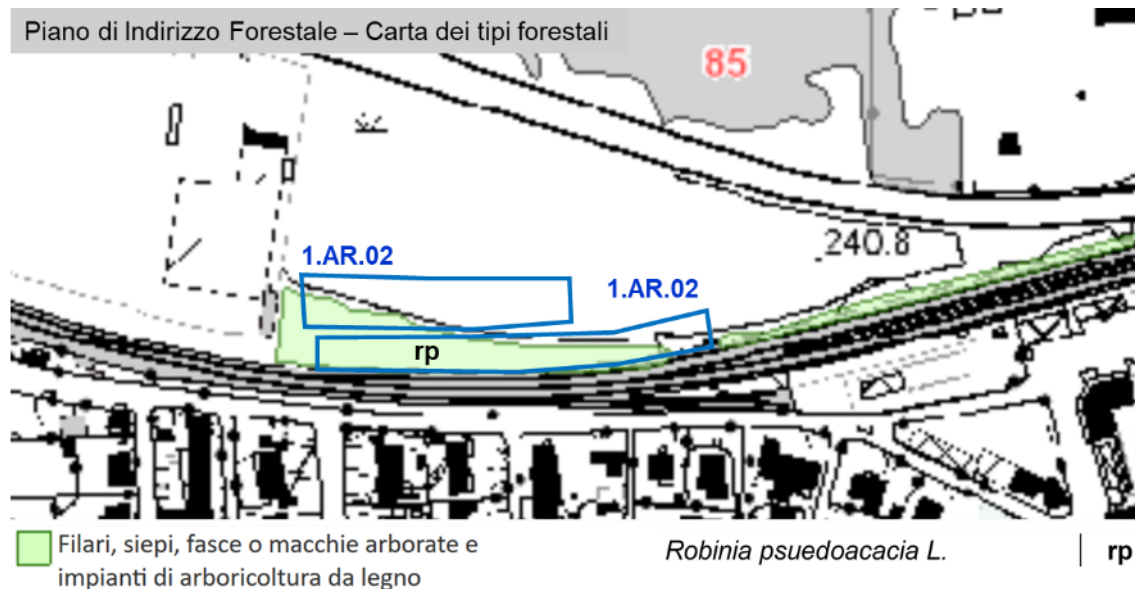 Piano di Indirizzo Forestale – Carta dei tipi forestali
85
240.8
1.AR.02
1.AR.02
rp
Filari, siepi, fasce o macchie arborate e
impianti di arboricoltura da legno
Robinia psuedoacacia L. rp